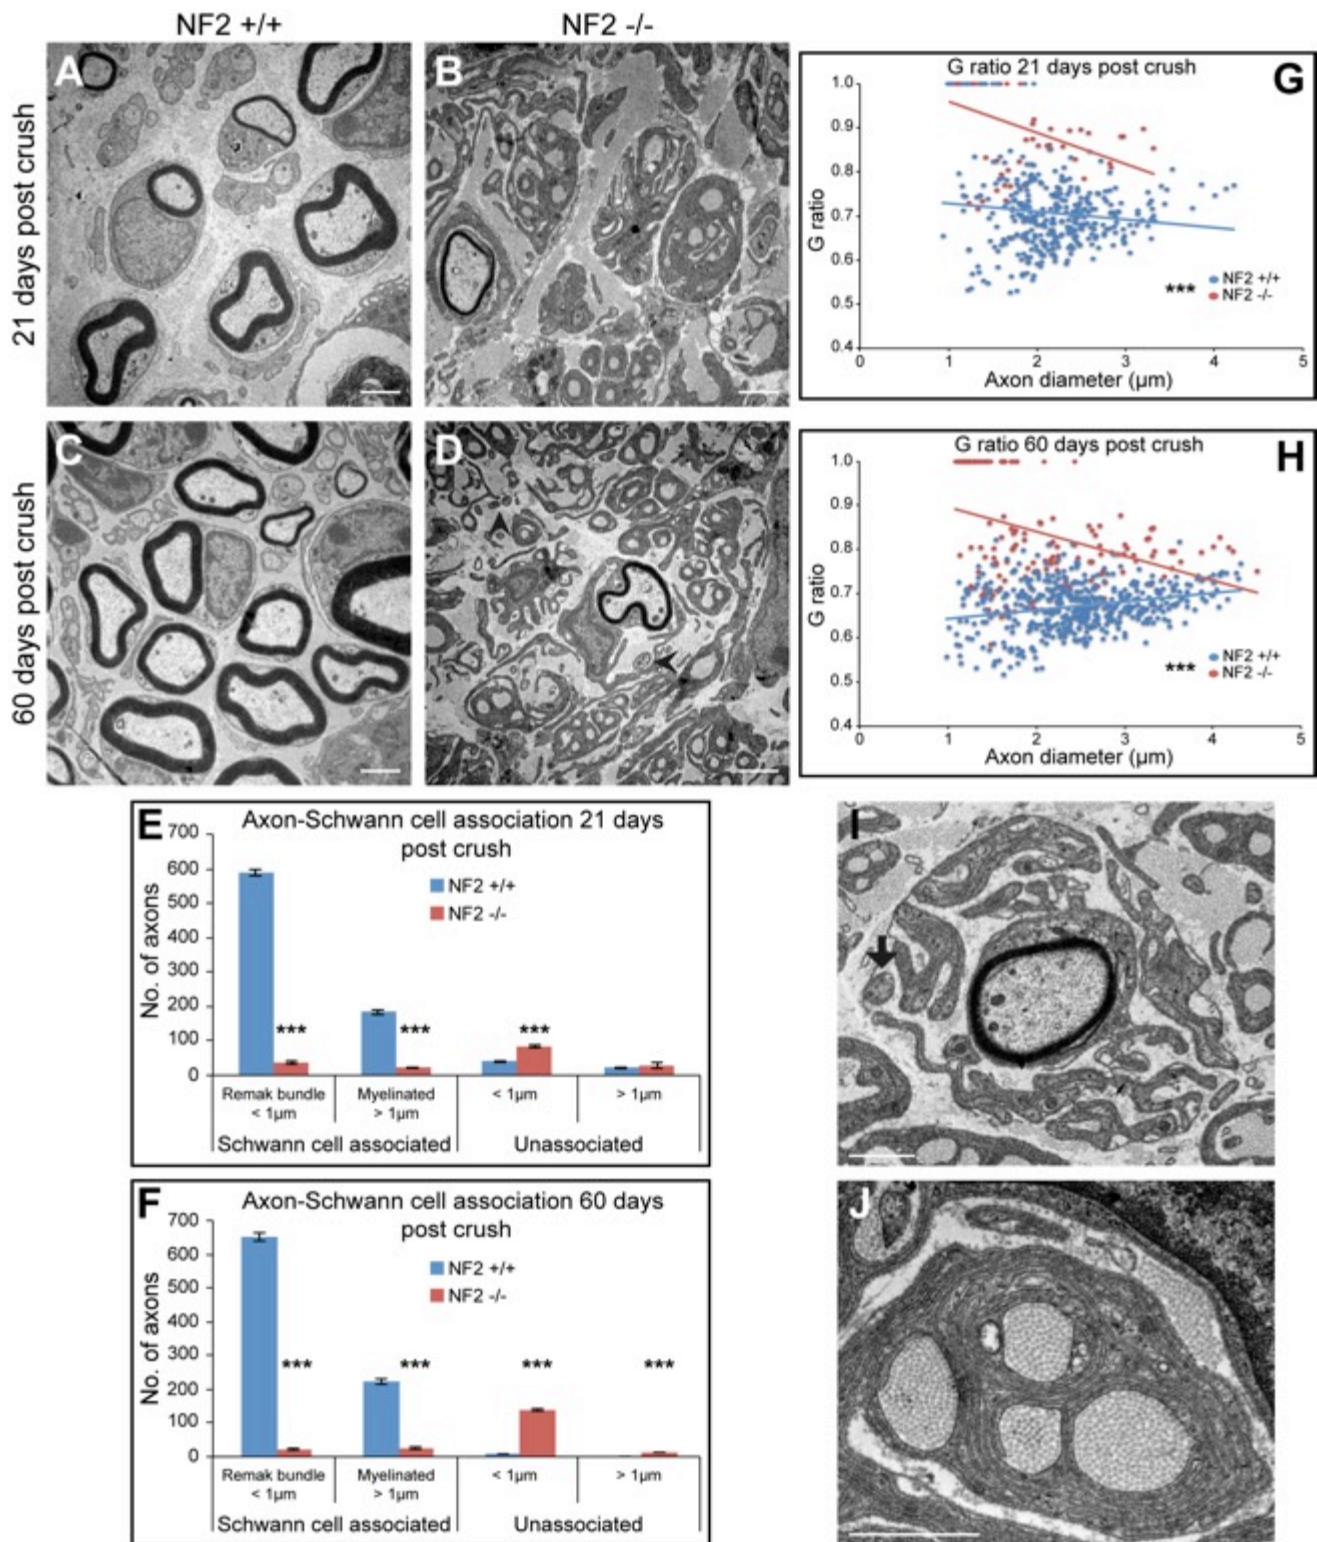 NF2 +/+
NF2 -/-
21 days post crush
A
B
G ratio 21 days post crush
G
1.0
0.9
0.8
0.7
0.6
0.5
0.4
G ratio
0 1 2 3 4 5
Axon diameter (µm)
*** NF2 +/+
NF2 -/-
60 days post crush
C
D
G ratio 60 days post crush
H
1.0
0.9
0.8
0.7
0.6
0.5
0.4
G ratio
0 1 2 3 4 5
Axon diameter (µm)
*** NF2 +/+
NF2 -/-
E
Axon-Schwann cell association 21 days
post crush
NF2 +/+
NF2 -/-
No. of axons
700
600
500
400
300
200
100
0
*** *** ***
Remak bundle Myelinated < 1µm > 1µm
< 1µm > 1µm
Schwann cell associated Unassociated
F
Axon-Schwann cell association 60 days
post crush
NF2 +/+
NF2 -/-
No. of axons
700
600
500
400
300
200
100
0
*** *** *** ***
Remak bundle Myelinated < 1µm > 1µm
< 1µm > 1µm
Schwann cell associated Unassociated
I
J